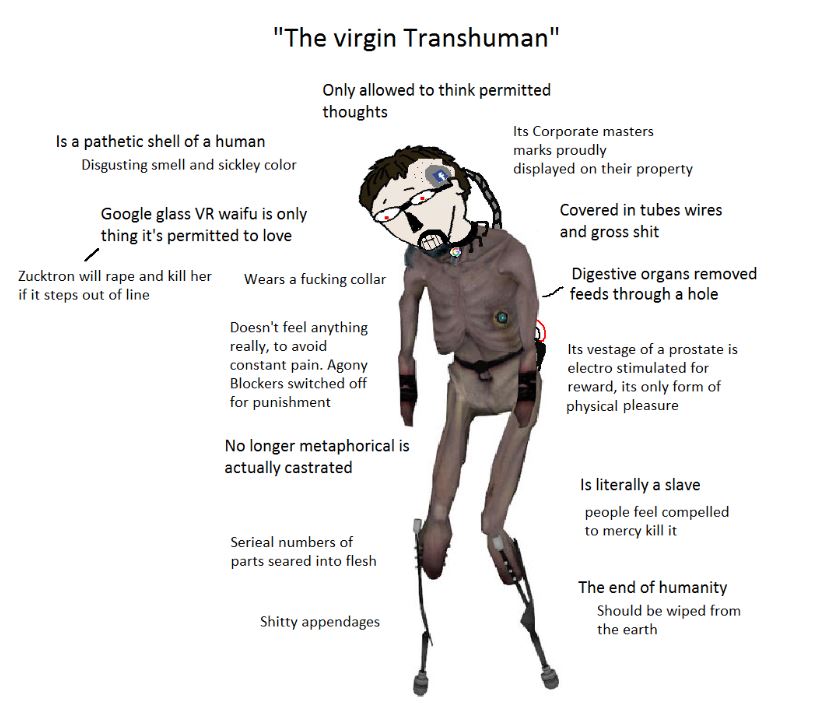 "The virgin Transhuman"
Only allowed to think permitted
thoughts
Is a pathetic shell of a human
Disgusting smell and sickley color
Its Corporate masters
marks proudly
displayed on their property
Google glass VR waifu is only
thing it's permitted to love
Covered in tubes wires
and gross shit
Zucktron will rape and kill her
if it steps out of line
Wears a fucking collar
Digestive organs removed
feeds through a hole
Doesn't feel anything
really, to avoid
constant pain. Agony
Blockers switched off
for punishment
Its vestage of a prostate is
electro stimulated for
reward, its only form of
physical pleasure
No longer metaphorical is
actually castrated
Is literally a slave
people feel compelled
to mercy kill it
Serieal numbers of
parts seared into flesh
The end of humanity
Should be wiped from
the earth
Shitty appendages